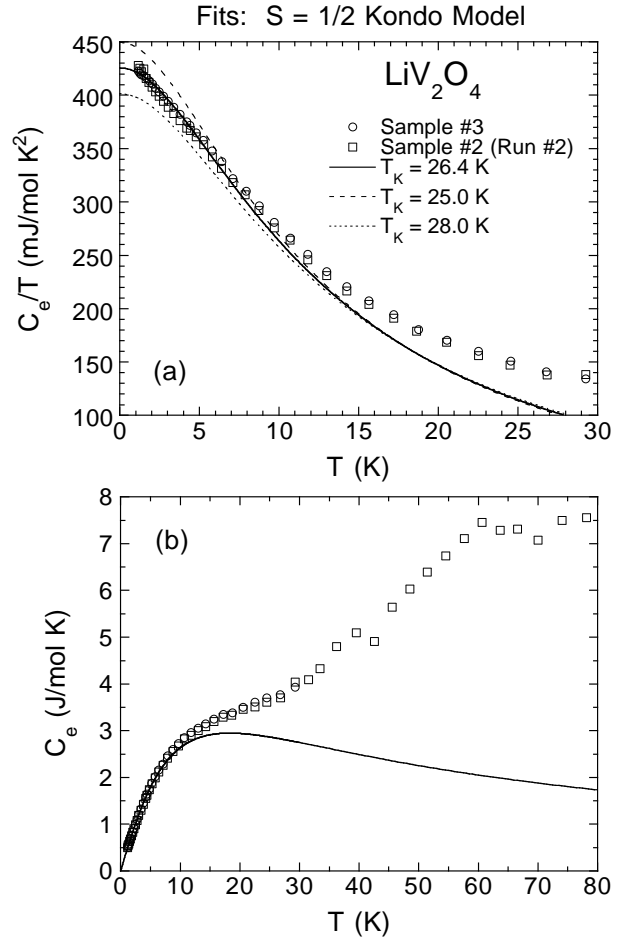 Fits: S = 1/2 Kondo Model
450
400
350
300
250
200
150
100
C_e/T (mJ/mol K²)
LiV₂O₄
Sample #3
Sample #2 (Run #2)
T_K = 26.4 K
T_K = 25.0 K
T_K = 28.0 K
(a)
0 5 10 15 20 25 30
T (K)
8
7
6
5
4
3
2
1
0
C_e (J/mol K)
(b)
0 10 20 30 40 50 60 70 80
T (K)